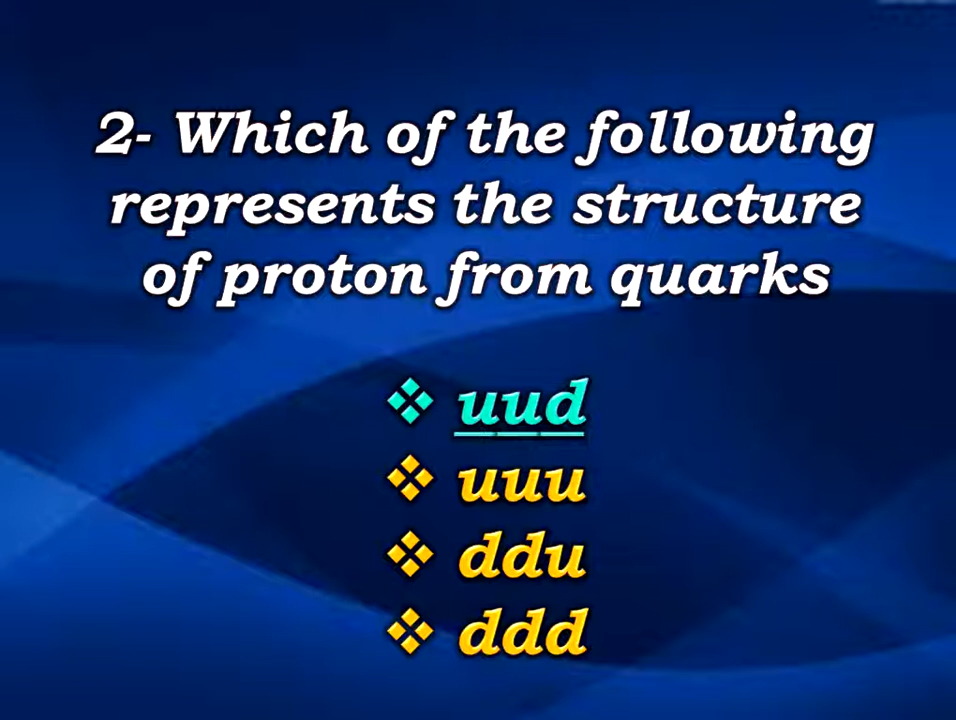 2- Which of the following
represents the structure
of proton from quarks
❖ uud
❖ uuu
❖ ddu
❖ ddd